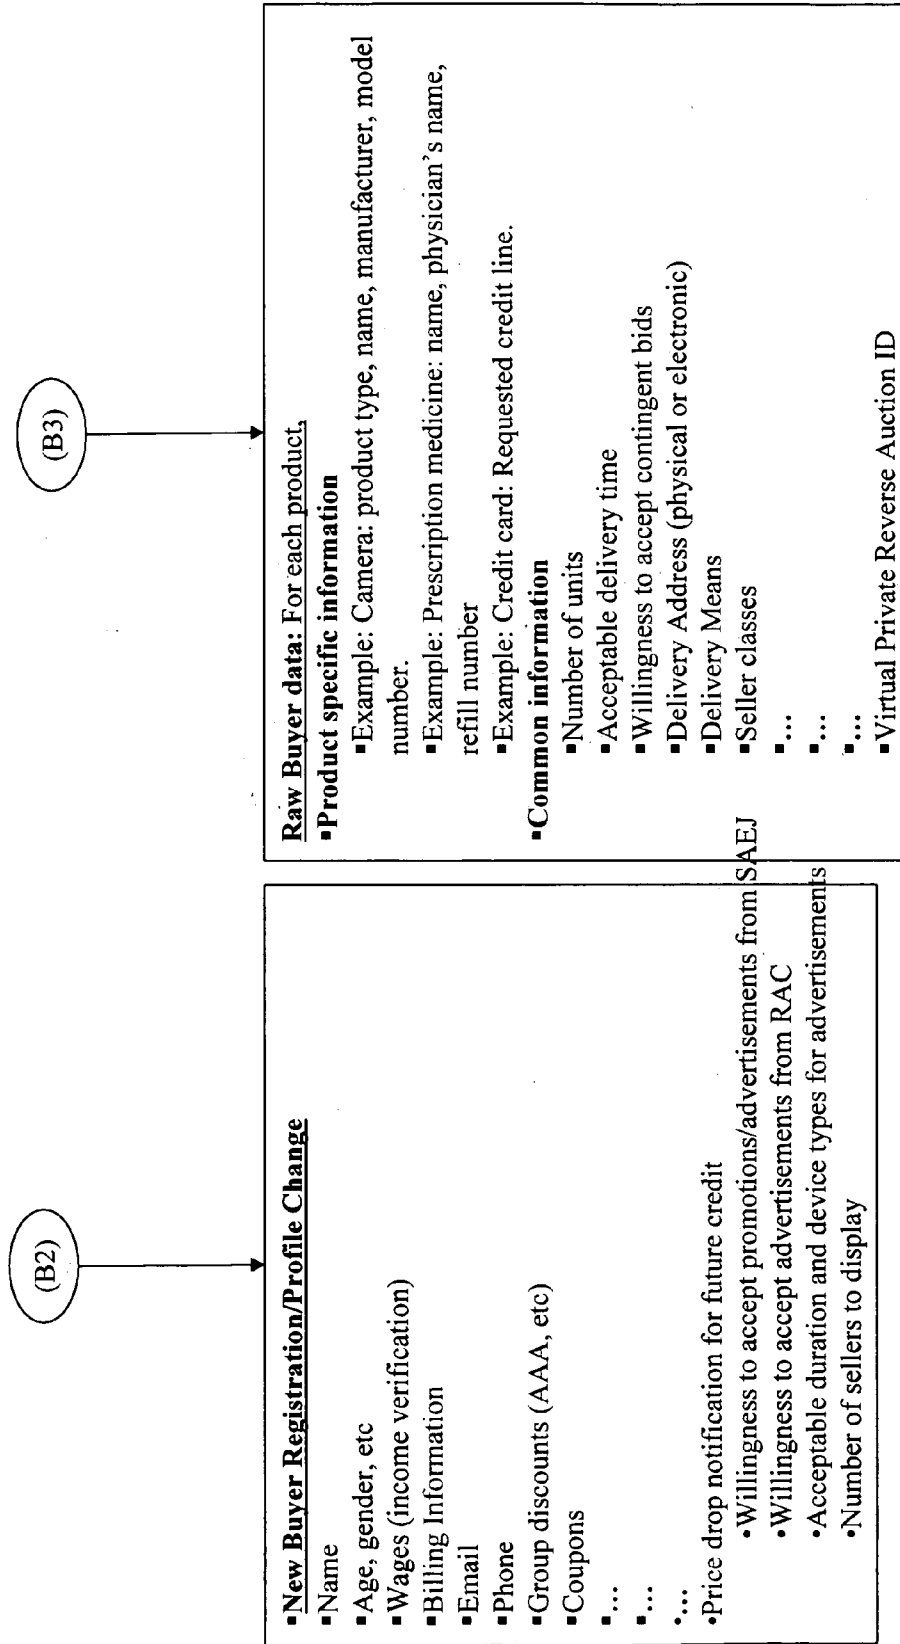 (B2)
▪New Buyer Registration/Profile Change
▪Name
▪Age, gender, etc
▪Wages (income verification)
▪Billing Information
▪Email
▪Phone
▪Group discounts (AAA, etc)
▪Coupons
▪...
▪...
•...
•Price drop notification for future credit
•Willingness to accept promotions/advertisements from SAEJ
•Willingness to accept advertisements from RAC
•Acceptable duration and device types for advertisements
•Number of sellers to display
(B3)
Raw Buyer data: For each product,
▪Product specific information
▪Example: Camera: product type, name, manufacturer, model
number.
▪Example: Prescription medicine: name, physician's name,
refill number
▪Example: Credit card: Requested credit line.
▪Common information
▪Number of units
▪Acceptable delivery time
▪Willingness to accept contingent bids
▪Delivery Address (physical or electronic)
▪Delivery Means
▪Seller classes
▪...
▪...
▪...
▪Virtual Private Reverse Auction ID